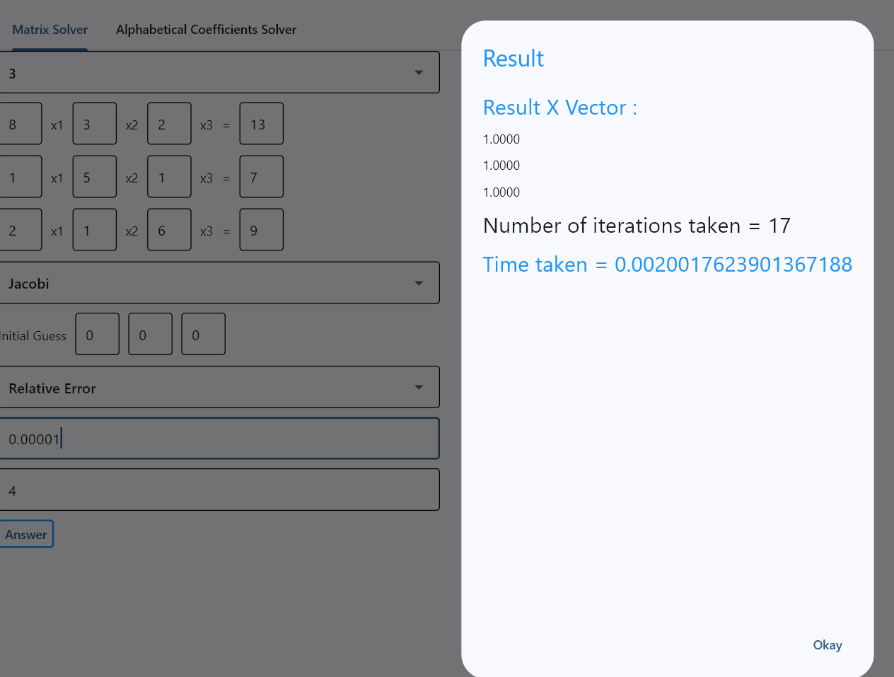 Matrix Solver Alphabetical Coefficients Solver
3
8 x1 3 x2 2 x3 = 13
1 x1 5 x2 1 x3 = 7
2 x1 1 x2 6 x3 = 9
Jacobi
Initial Guess 0 0 0
Relative Error
0.00001
4
Answer
Result
Result X Vector :
1.0000
1.0000
1.0000
Number of iterations taken = 17
Time taken = 0.0020017623901367188
Okay